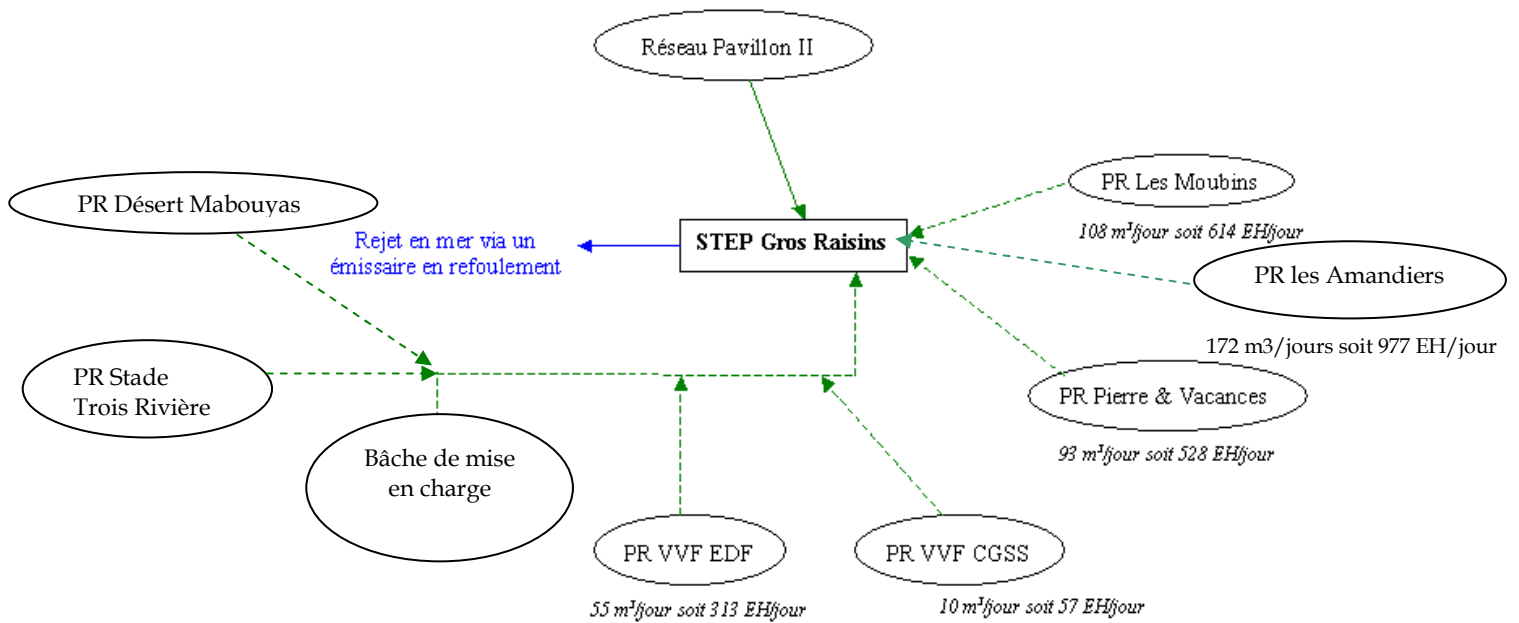 Réseau Pavillon II
PR Les Moubins
PR Désert Mabouyas
108 m³/jour soit 614 EH/jour
Rejet en mer via un
émissaire en refoulement
STEP Gros Raisins
PR les Amandiers
172 m3/jours soit 977 EH/jour
PR Stade
Trois Rivière
PR Pierre & Vacances
93 m³/jour soit 528 EH/jour
Bâche de mise
en charge
PR VVF EDF
PR VVF CGSS
55 m³/jour soit 313 EH/jour
10 m³/jour soit 57 EH/jour